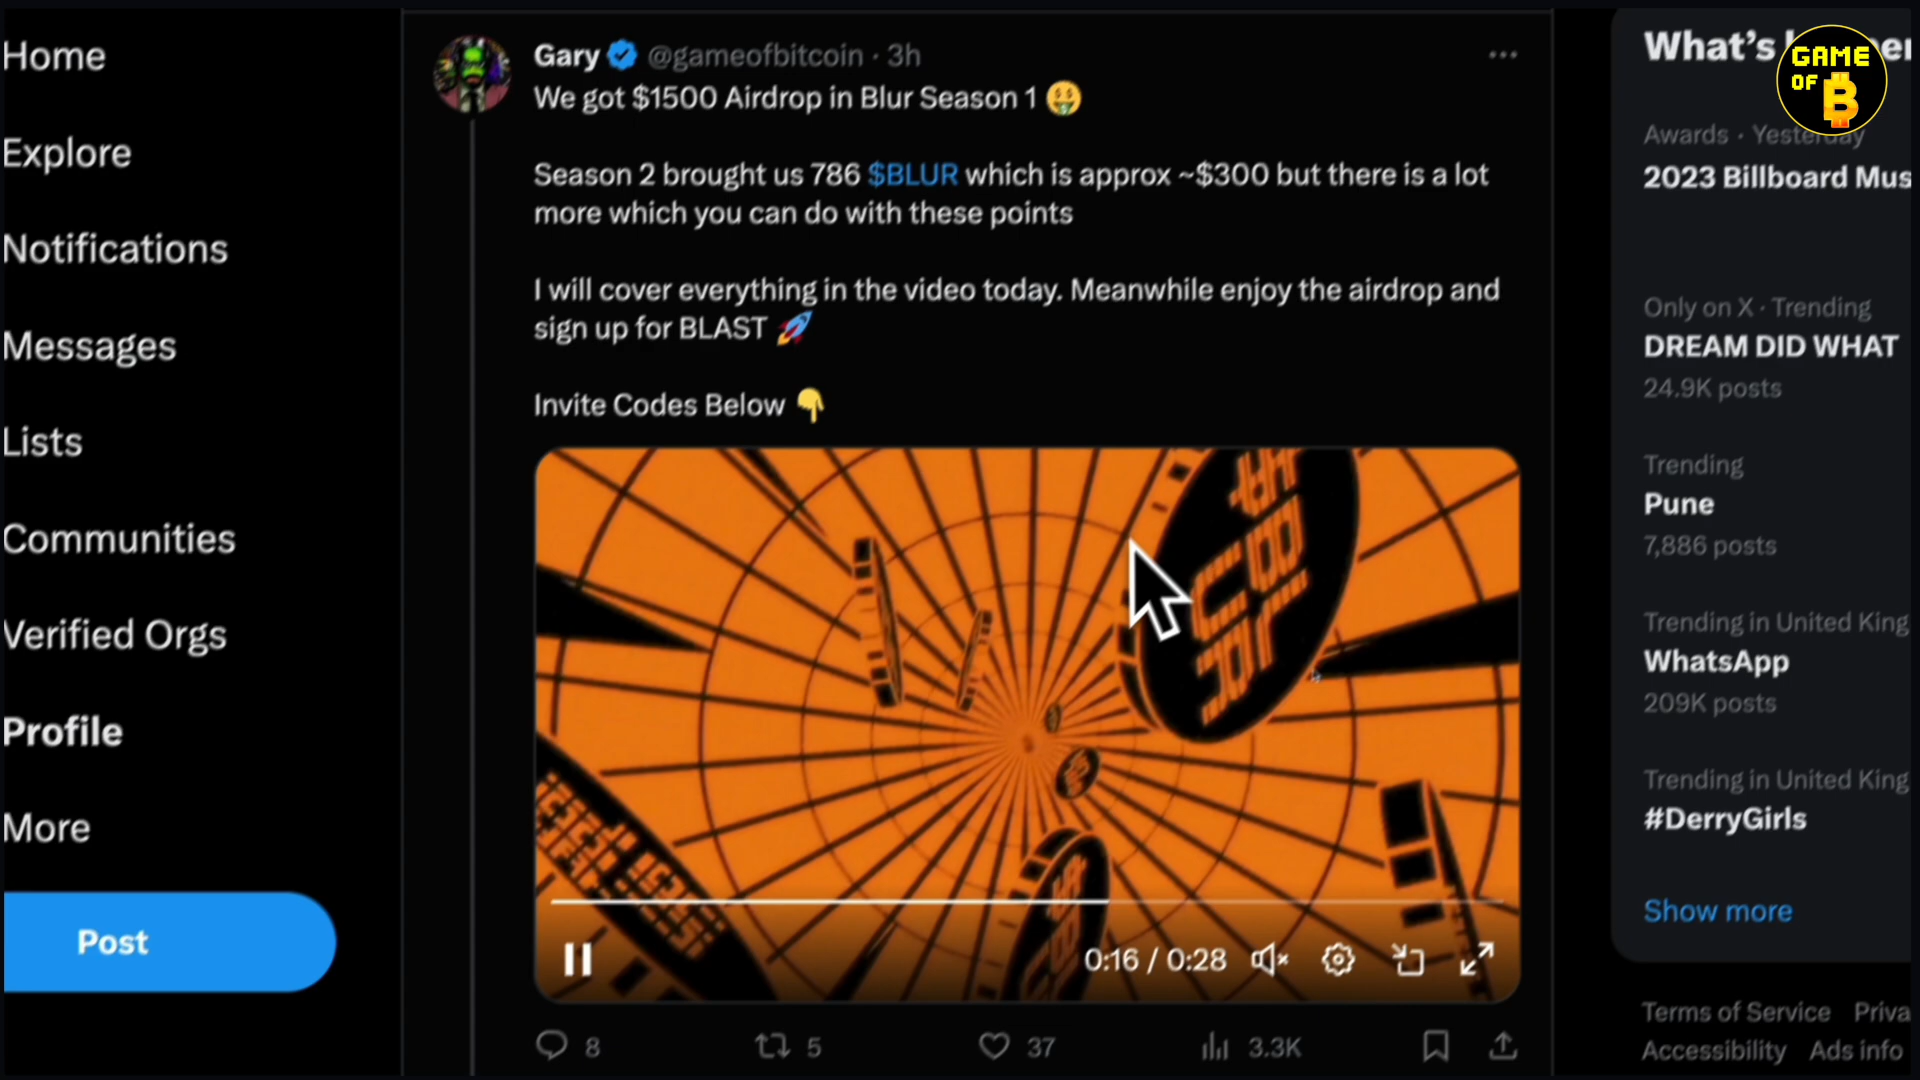 Home
Explore
Notifications
Messages
Lists
Communities
Verified Orgs
Profile
More
Post
Gary @gameofbitcoin · 3h
We got $1500 Airdrop in Blur Season 1 🤑
Season 2 brought us 786 $BLUR which is approx ~$300 but there is a lot
more which you can do with these points
I will cover everything in the video today. Meanwhile enjoy the airdrop and
sign up for BLAST 🚀
Invite Codes Below 👇
0:16 / 0:28
8
5
37
3.3K
What's
GAME
OF
Awards · Yesterday
2023 Billboard Mus
Only on X · Trending
DREAM DID WHAT
24.9K posts
Trending
Pune
7,886 posts
Trending in United King
WhatsApp
209K posts
Trending in United King
#DerryGirls
Show more
Terms of Service Priva
Accessibility Ads info